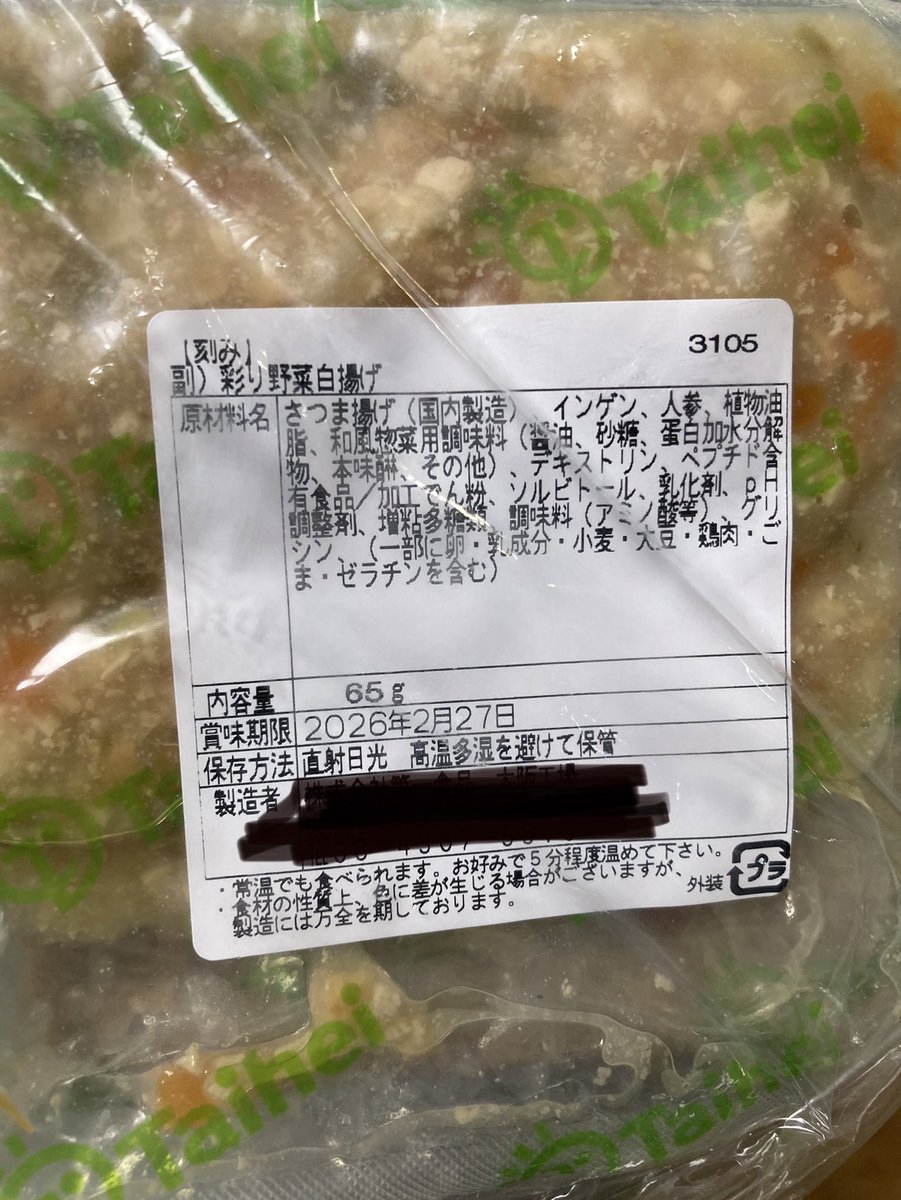 Taihei
Taihei
【刻み】
3105
副）彩り野菜白揚げ
原材料名
さつま揚げ（国内製造）、インゲン、人参、植物油
脂、和風惣菜用調味料（醤油、砂糖、蛋白加水分解
物、本味醂、その他）、デキストリン、ペプチド含
有食品／加工でん粉、ソルビトール、乳化剤、ｐＨ
調整剤、増粘多糖類、調味料（アミノ酸等）、グリ
シン、（一部に卵・乳成分・小麦・大豆・鶏肉・ご
ま・ゼラチンを含む）
内容量 65ｇ
賞味期限 2026年2月27日
保存方法 直射日光 高温多湿を避けて保管
製造者
・常温でも食べられます。お好みで５分程度温めて下さい。
・食材の性質上、色に差が生じる場合がございますが、
製造には万全を期しております。
外装 プラ
Taihei
Taihei
Taihei